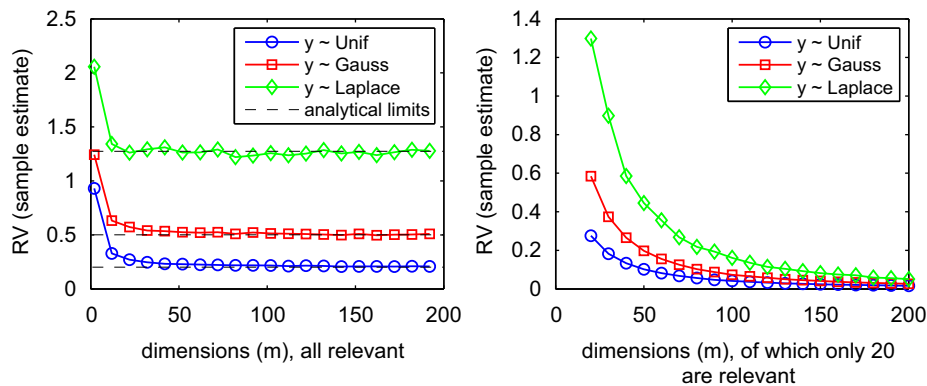 RV (sample estimate)
2.5
2
1.5
1
0.5
0
y ~ Unif
y ~ Gauss
y ~ Laplace
analytical limits
0 50 100 150 200
dimensions (m), all relevant
RV (sample estimate)
1.4
1.2
1
0.8
0.6
0.4
0.2
0
y ~ Unif
y ~ Gauss
y ~ Laplace
0 50 100 150 200
dimensions (m), of which only 20
are relevant